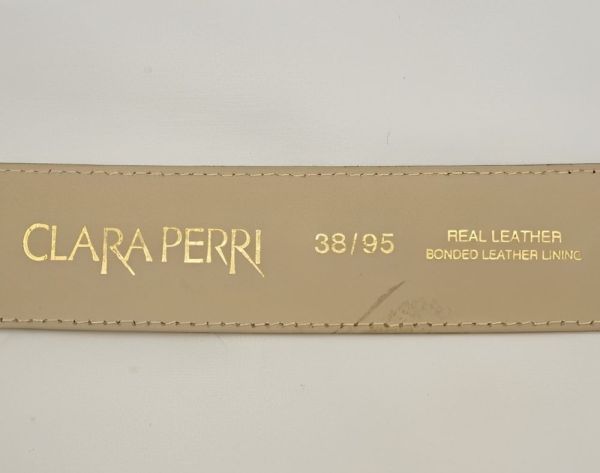 CLARA PERRI
38/95
REAL LEATHER
BONDED LEATHER LINING